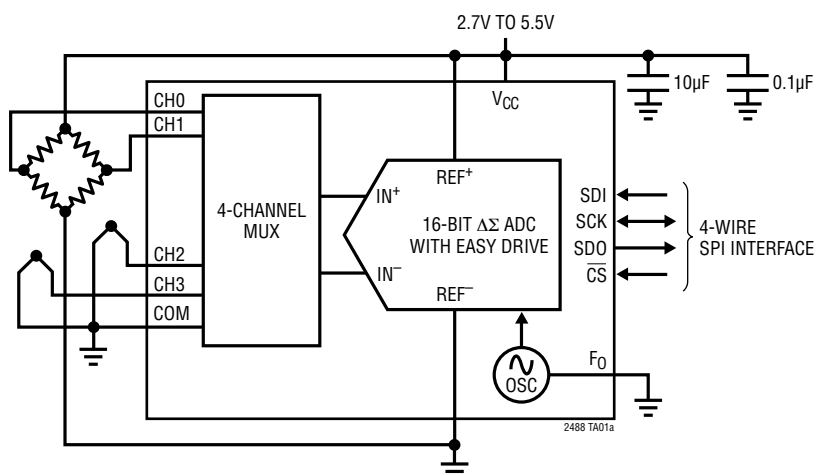 2.7V TO 5.5V
10µF
0.1µF
VCC
CH0
CH1
REF+
IN+
SDI
4-CHANNEL
MUX
16-BIT ΔΣ ADC
WITH EASY DRIVE
SCK
4-WIRE
SPI INTERFACE
SDO
CH2
IN−
CS
CH3
REF−
COM
FO
OSC
2488 TA01a